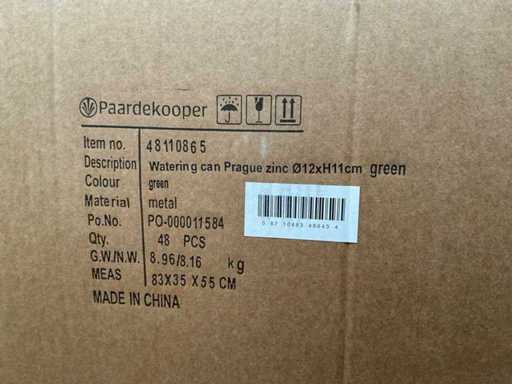 Paardekooper
Item no. 48110865
Description Watering can Prague zinc Ø12xH11cm green
Colour green
Material metal
Po.No. PO-000011584
Qty. 48 PCS
G.W./N.W. 8.96/8.16 kg
MEAS 83X35 X 55 CM
MADE IN CHINA